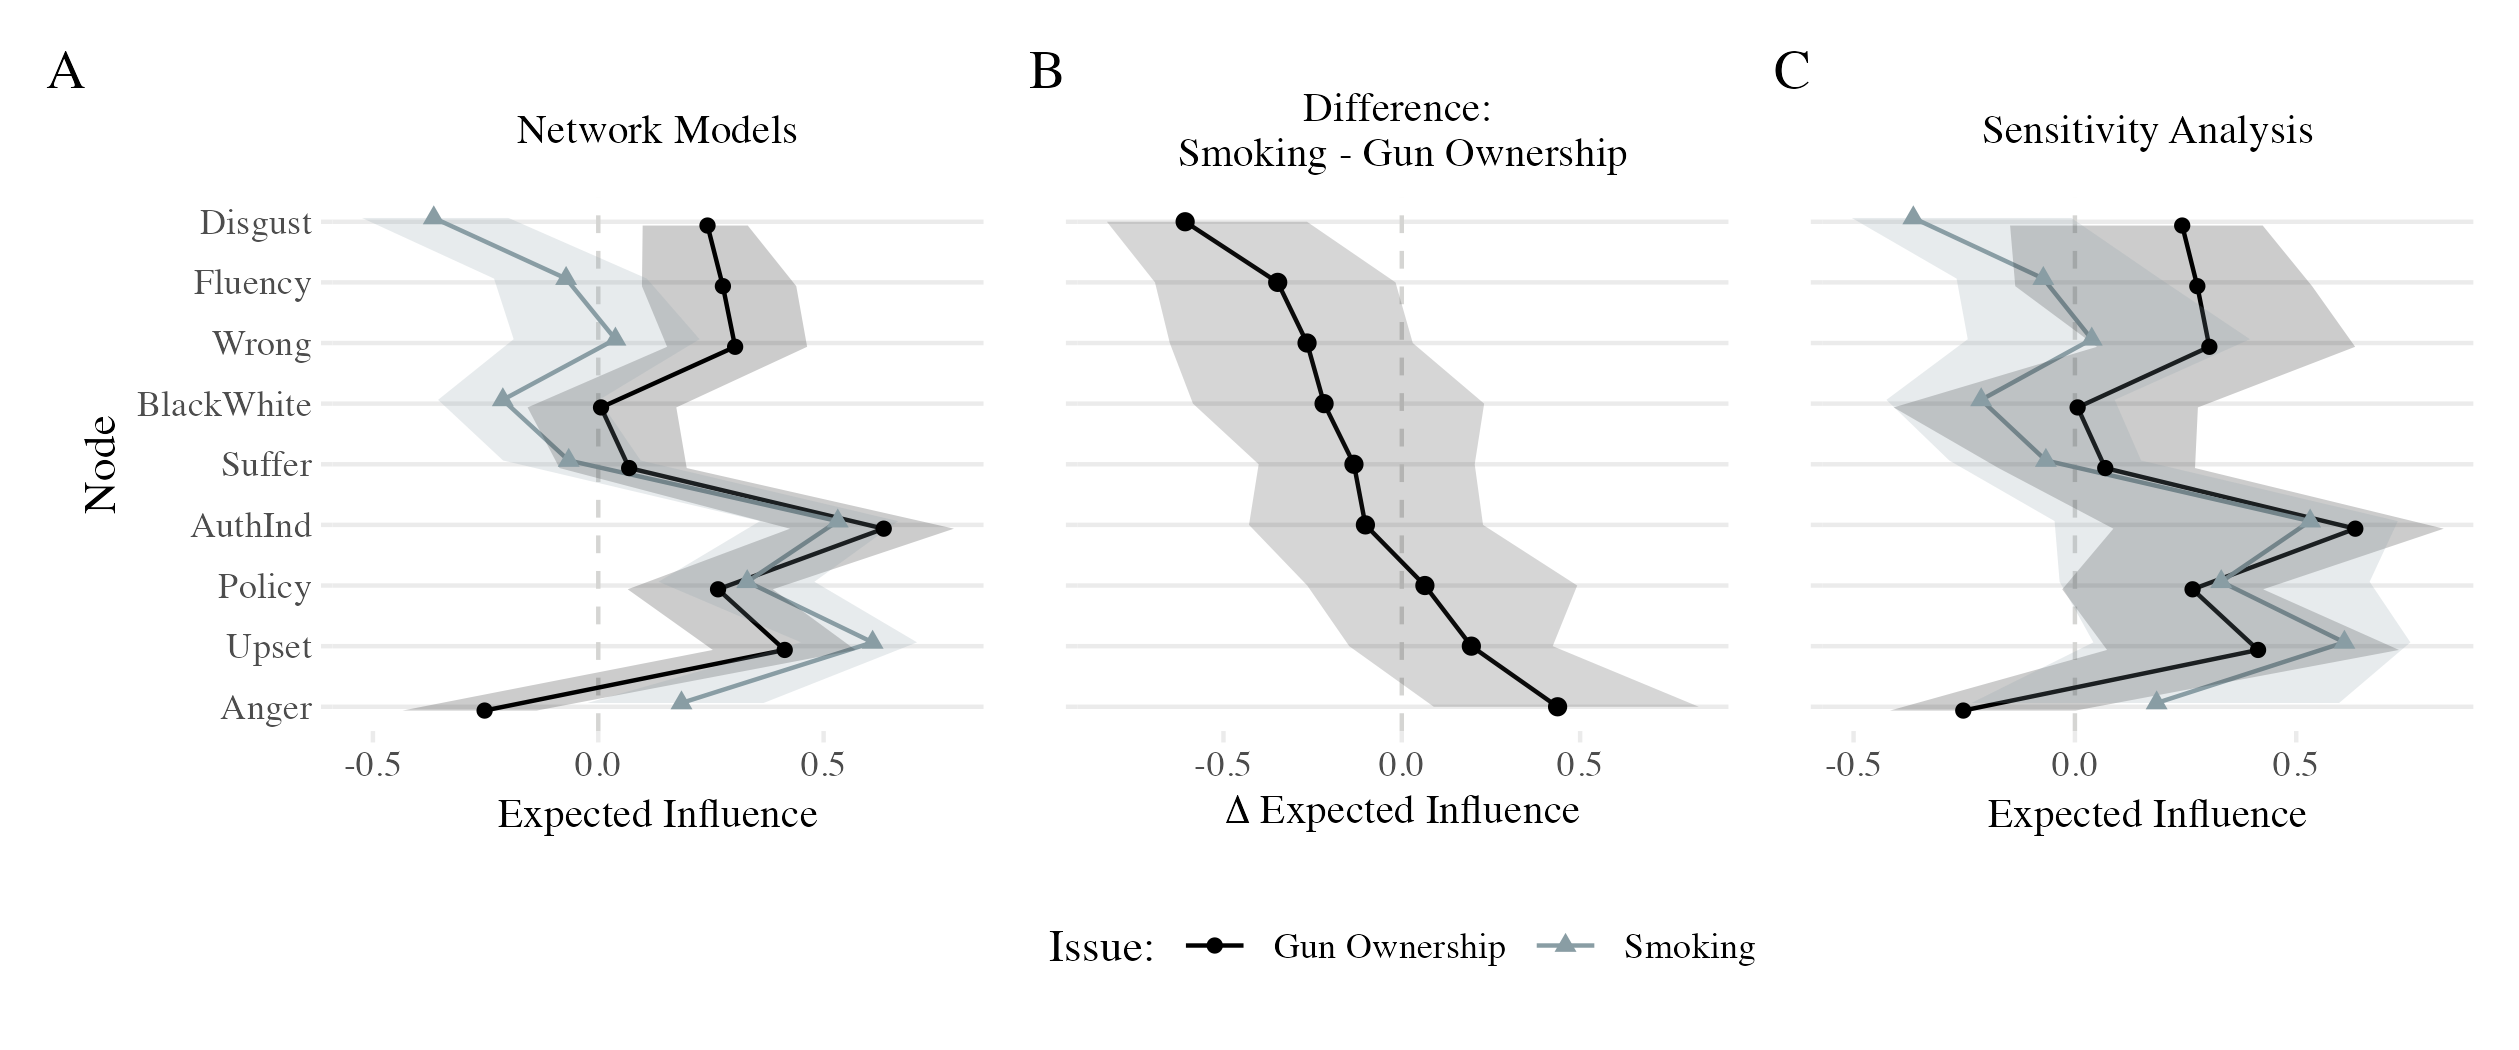 A
B
C
Network Models
Difference:
Smoking - Gun Ownership
Sensitivity Analysis
Node
Disgust
Fluency
Wrong
BlackWhite
Suffer
AuthInd
Policy
Upset
Anger
-0.5 0.0 0.5
-0.5 0.0 0.5
-0.5 0.0 0.5
Expected Influence
Δ Expected Influence
Expected Influence
Issue: Gun Ownership Smoking